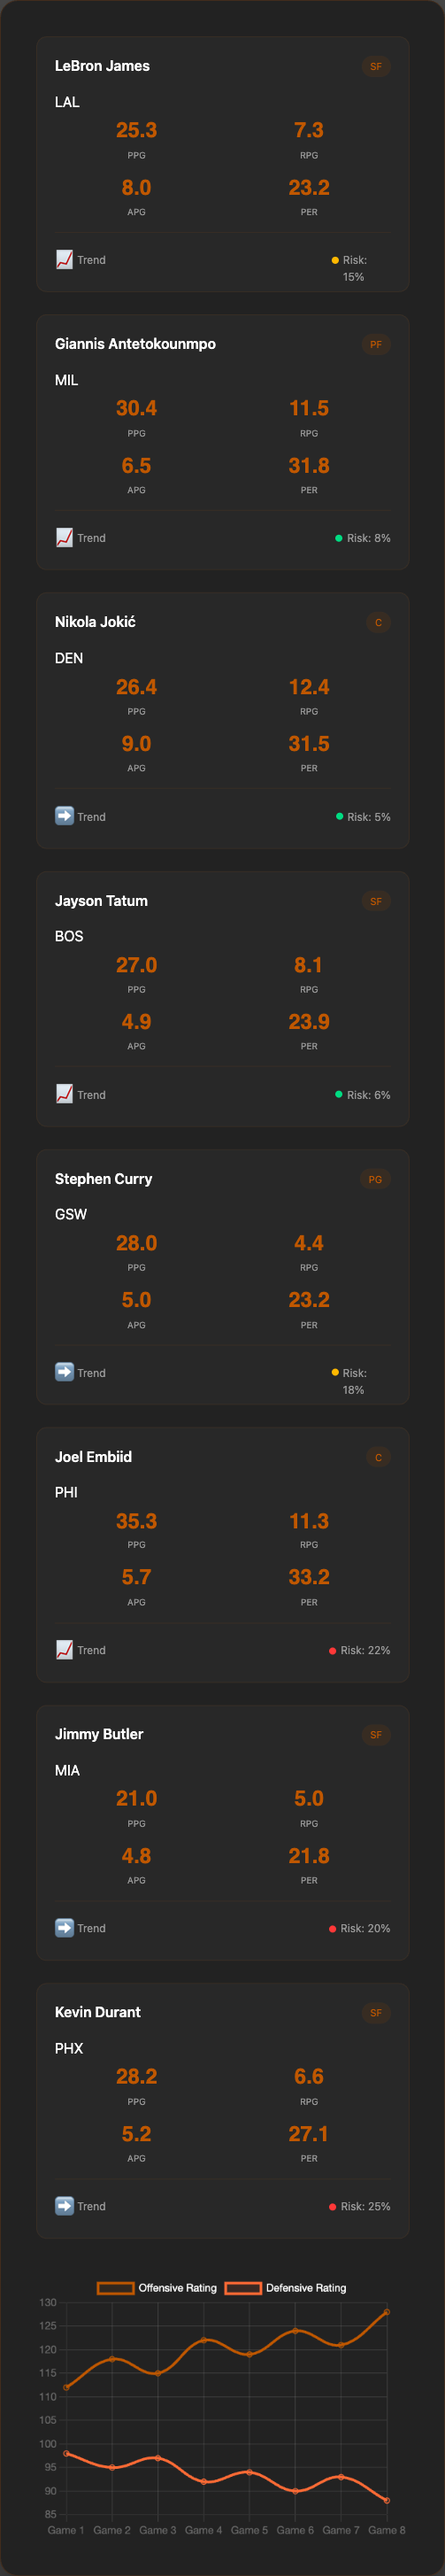 LeBron James SF
LAL
25.3 7.3
PPG RPG
8.0 23.2
APG PER
Trend Risk:
15%
Giannis Antetokounmpo PF
MIL
30.4 11.5
PPG RPG
6.5 31.8
APG PER
Trend Risk: 8%
Nikola Jokić C
DEN
26.4 12.4
PPG RPG
9.0 31.5
APG PER
Trend Risk: 5%
Jayson Tatum SF
BOS
27.0 8.1
PPG RPG
4.9 23.9
APG PER
Trend Risk: 6%
Stephen Curry PG
GSW
28.0 4.4
PPG RPG
5.0 23.2
APG PER
Trend Risk:
18%
Joel Embiid C
PHI
35.3 11.3
PPG RPG
5.7 33.2
APG PER
Trend Risk: 22%
Jimmy Butler SF
MIA
21.0 5.0
PPG RPG
4.8 21.8
APG PER
Trend Risk: 20%
Kevin Durant SF
PHX
28.2 6.6
PPG RPG
5.2 27.1
APG PER
Trend Risk: 25%
Offensive Rating Defensive Rating
130
125
120
115
110
105
100
95
90
85
Game 1 Game 2 Game 3 Game 4 Game 5 Game 6 Game 7 Game 8